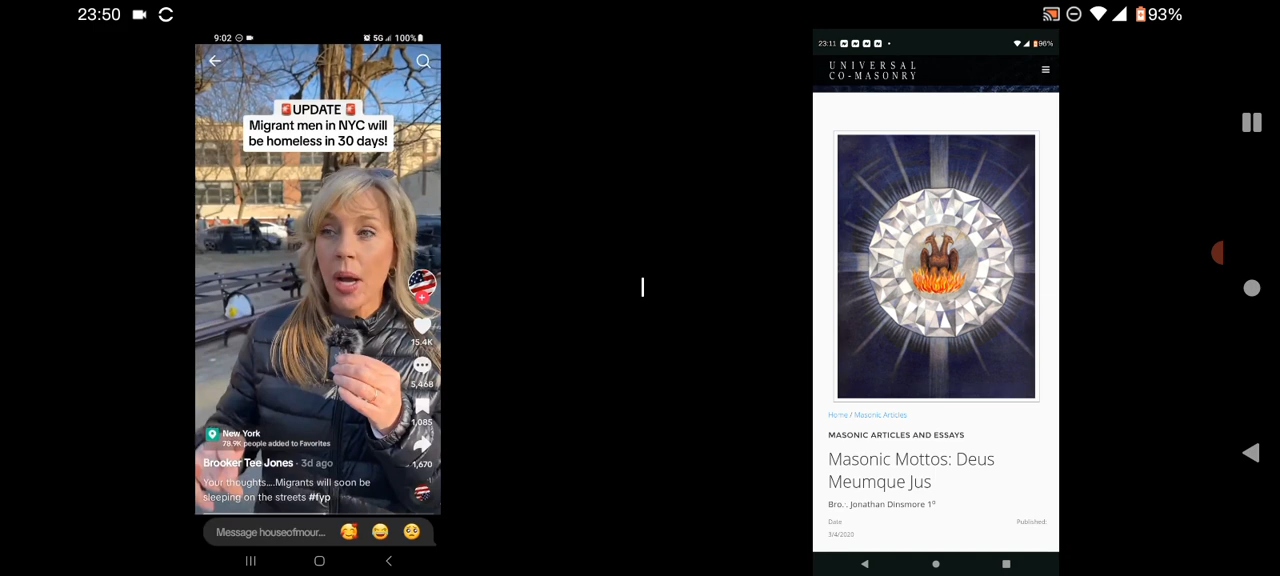 23:50
93%
9:02
5G
100%
🚨UPDATE 🚨
Migrant men in NYC will
be homeless in 30 days!
15.4K
5,468
1,085
1,670
New York
78.9K people added to Favorites
Brooker Tee Jones · 3d ago
Your thoughts....Migrants will soon be
sleeping on the streets #fyp
Message houseofmour...
23:11
96%
UNIVERSAL
CO-MASONRY
Home / Masonic Articles
MASONIC ARTICLES AND ESSAYS
Masonic Mottos: Deus
Meumque Jus
Bro∴ Jonathan Dinsmore 1°
Date
Published:
3/4/2020